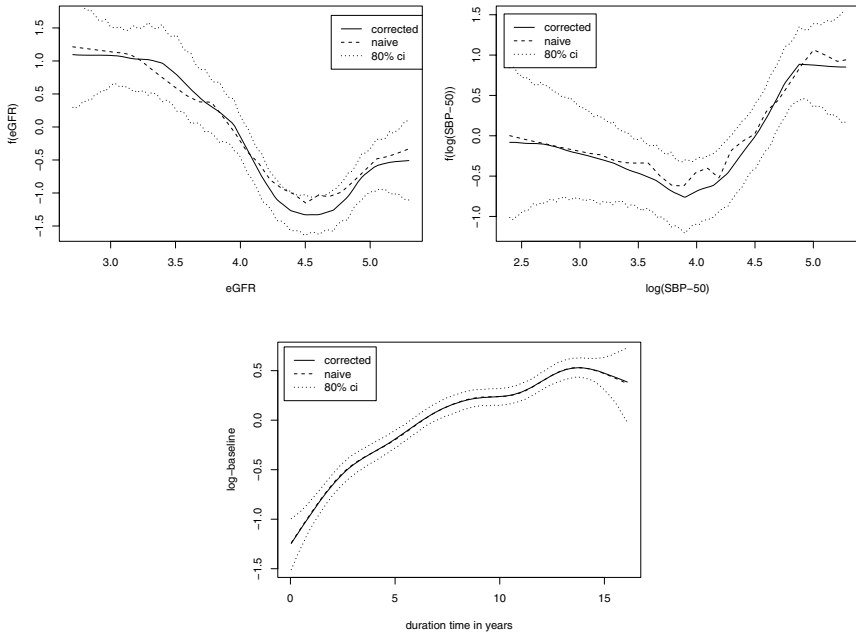 corrected
naive
80% ci
f(eGFR)
1.5
1.0
0.5
0.0
−0.5
−1.0
−1.5
3.0 3.5 4.0 4.5 5.0
eGFR
corrected
naive
80% ci
f(log(SBP−50))
1.5
1.0
0.5
0.0
−0.5
−1.0
2.5 3.0 3.5 4.0 4.5 5.0
log(SBP−50)
corrected
naive
80% ci
log−baseline
0.5
0.0
−0.5
−1.0
−1.5
0 5 10 15
duration time in years